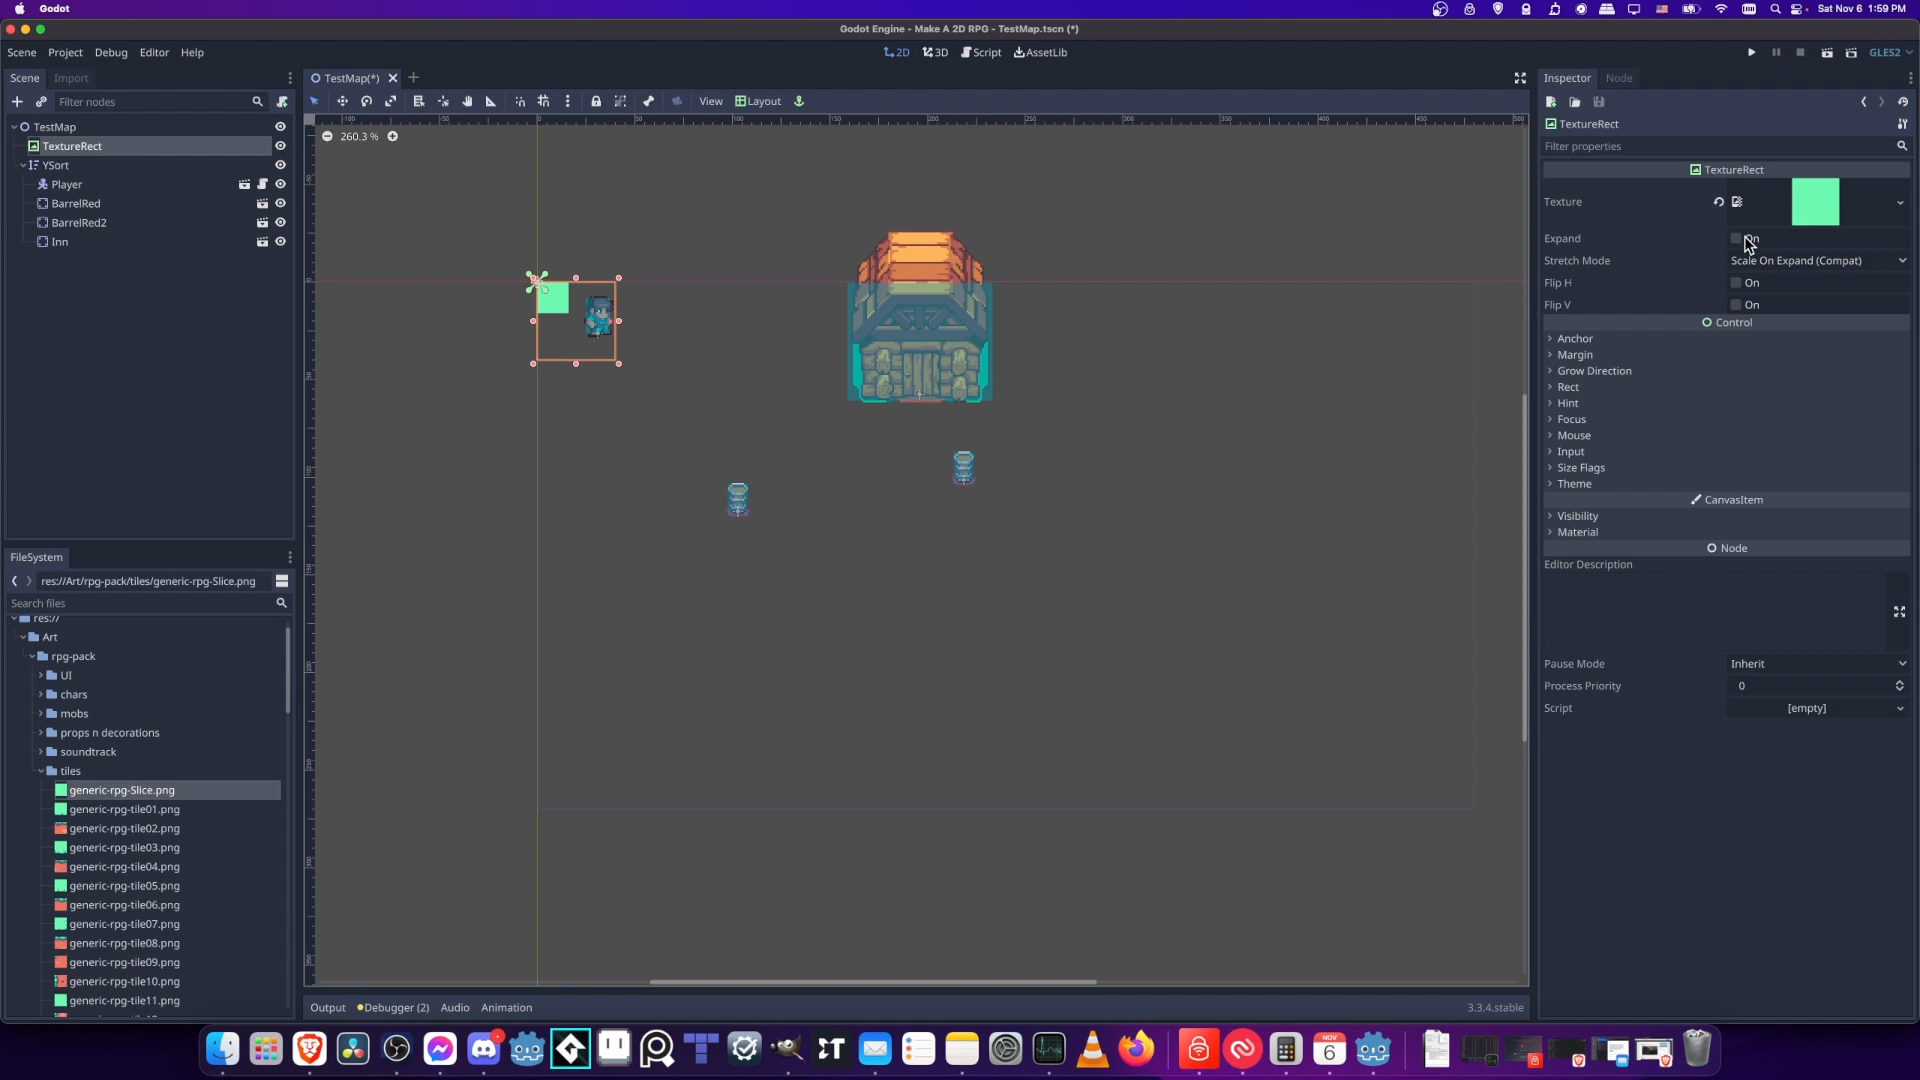 Godot
Sat Nov 6 1:59 PM
Godot Engine - Make A 2D RPG - TestMap.tscn (*)
Scene Project Debug Editor Help
2D 3D Script AssetLib
GLES2
Scene Import
Filter nodes
TestMap
TextureRect
YSort
Player
BarrelRed
BarrelRed2
Inn
FileSystem
res://Art/rpg-pack/tiles/generic-rpg-Slice.png
Search files
res://
Art
rpg-pack
UI
chars
mobs
props n decorations
soundtrack
tiles
generic-rpg-Slice.png
generic-rpg-tile01.png
generic-rpg-tile02.png
generic-rpg-tile03.png
generic-rpg-tile04.png
generic-rpg-tile05.png
generic-rpg-tile06.png
generic-rpg-tile07.png
generic-rpg-tile08.png
generic-rpg-tile09.png
generic-rpg-tile10.png
generic-rpg-tile11.png
TestMap(*)
View Layout
260.3 %
Output Debugger (2) Audio Animation
3.3.4.stable
Inspector Node
TextureRect
Filter properties
TextureRect
Texture
Expand On
Stretch Mode Scale On Expand (Compat)
Flip H On
Flip V On
Control
Anchor
Margin
Grow Direction
Rect
Hint
Focus
Mouse
Input
Size Flags
Theme
CanvasItem
Visibility
Material
Node
Editor Description
Pause Mode Inherit
Process Priority 0
Script [empty]
NOV
6